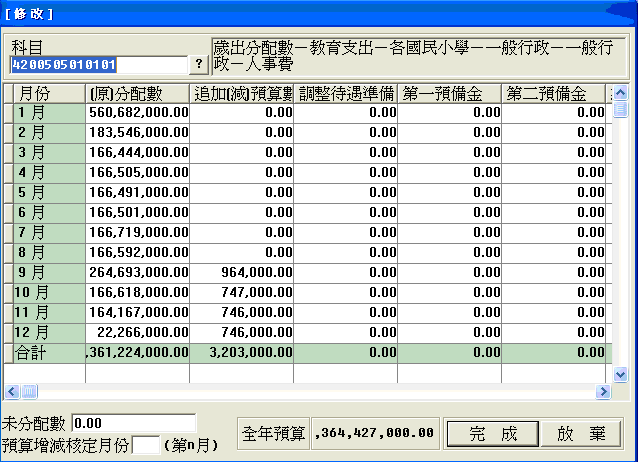 [修改]
科目
4200505010101 ?
歲出分配數－教育支出－各國民小學－一般行政－一般行
政－人事費
月份 (原)分配數 追加(減)預算數 調整待遇準備 第一預備金 第二預備金
1 月 560,682,000.00 0.00 0.00 0.00 0.00
2 月 183,546,000.00 0.00 0.00 0.00 0.00
3 月 166,444,000.00 0.00 0.00 0.00 0.00
4 月 166,505,000.00 0.00 0.00 0.00 0.00
5 月 166,491,000.00 0.00 0.00 0.00 0.00
6 月 166,501,000.00 0.00 0.00 0.00 0.00
7 月 166,719,000.00 0.00 0.00 0.00 0.00
8 月 166,592,000.00 0.00 0.00 0.00 0.00
9 月 264,693,000.00 964,000.00 0.00 0.00 0.00
10 月 166,618,000.00 747,000.00 0.00 0.00 0.00
11 月 164,167,000.00 746,000.00 0.00 0.00 0.00
12 月 22,266,000.00 746,000.00 0.00 0.00 0.00
合計 ,361,224,000.00 3,203,000.00 0.00 0.00 0.00
未分配數 0.00
預算增減核定月份 (第n月)
全年預算 ,364,427,000.00 完 成 放 棄